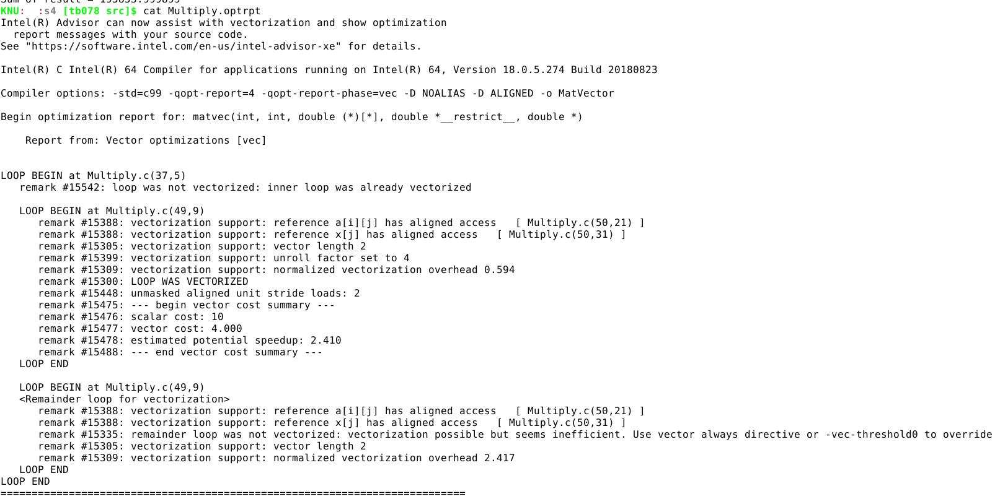 Sum of result = 195853.999899
KNU:  :s4 [tb078 src]$ cat Multiply.optrpt
Intel(R) Advisor can now assist with vectorization and show optimization
  report messages with your source code.
See "https://software.intel.com/en-us/intel-advisor-xe" for details.

Intel(R) C Intel(R) 64 Compiler for applications running on Intel(R) 64, Version 18.0.5.274 Build 20180823

Compiler options: -std=c99 -qopt-report=4 -qopt-report-phase=vec -D NOALIAS -D ALIGNED -o MatVector

Begin optimization report for: matvec(int, int, double (*)[*], double *__restrict__, double *)

    Report from: Vector optimizations [vec]


LOOP BEGIN at Multiply.c(37,5)
   remark #15542: loop was not vectorized: inner loop was already vectorized

   LOOP BEGIN at Multiply.c(49,9)
      remark #15388: vectorization support: reference a[i][j] has aligned access   [ Multiply.c(50,21) ]
      remark #15388: vectorization support: reference x[j] has aligned access   [ Multiply.c(50,31) ]
      remark #15305: vectorization support: vector length 2
      remark #15399: vectorization support: unroll factor set to 4
      remark #15309: vectorization support: normalized vectorization overhead 0.594
      remark #15300: LOOP WAS VECTORIZED
      remark #15448: unmasked aligned unit stride loads: 2
      remark #15475: --- begin vector cost summary ---
      remark #15476: scalar cost: 10
      remark #15477: vector cost: 4.000
      remark #15478: estimated potential speedup: 2.410
      remark #15488: --- end vector cost summary ---
   LOOP END

   LOOP BEGIN at Multiply.c(49,9)
   <Remainder loop for vectorization>
      remark #15388: vectorization support: reference a[i][j] has aligned access   [ Multiply.c(50,21) ]
      remark #15388: vectorization support: reference x[j] has aligned access   [ Multiply.c(50,31) ]
      remark #15335: remainder loop was not vectorized: vectorization possible but seems inefficient. Use vector always directive or -vec-threshold0 to override
      remark #15305: vectorization support: vector length 2
      remark #15309: vectorization support: normalized vectorization overhead 2.417
   LOOP END
LOOP END
===========================================================================